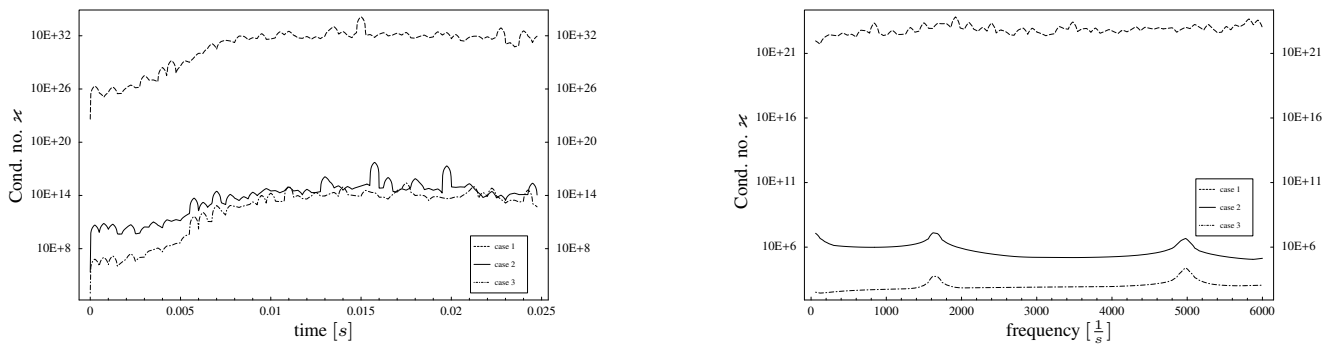 10E+32
10E+26
10E+20
10E+14
10E+8
Cond. no. ϰ
10E+32
10E+26
10E+20
10E+14
10E+8
case 1
case 2
case 3
0 0.005 0.01 0.015 0.02 0.025
time [s]
10E+21
10E+16
10E+11
10E+6
Cond. no. ϰ
10E+21
10E+16
10E+11
10E+6
case 1
case 2
case 3
0 1000 2000 3000 4000 5000 6000
frequency [1/s]